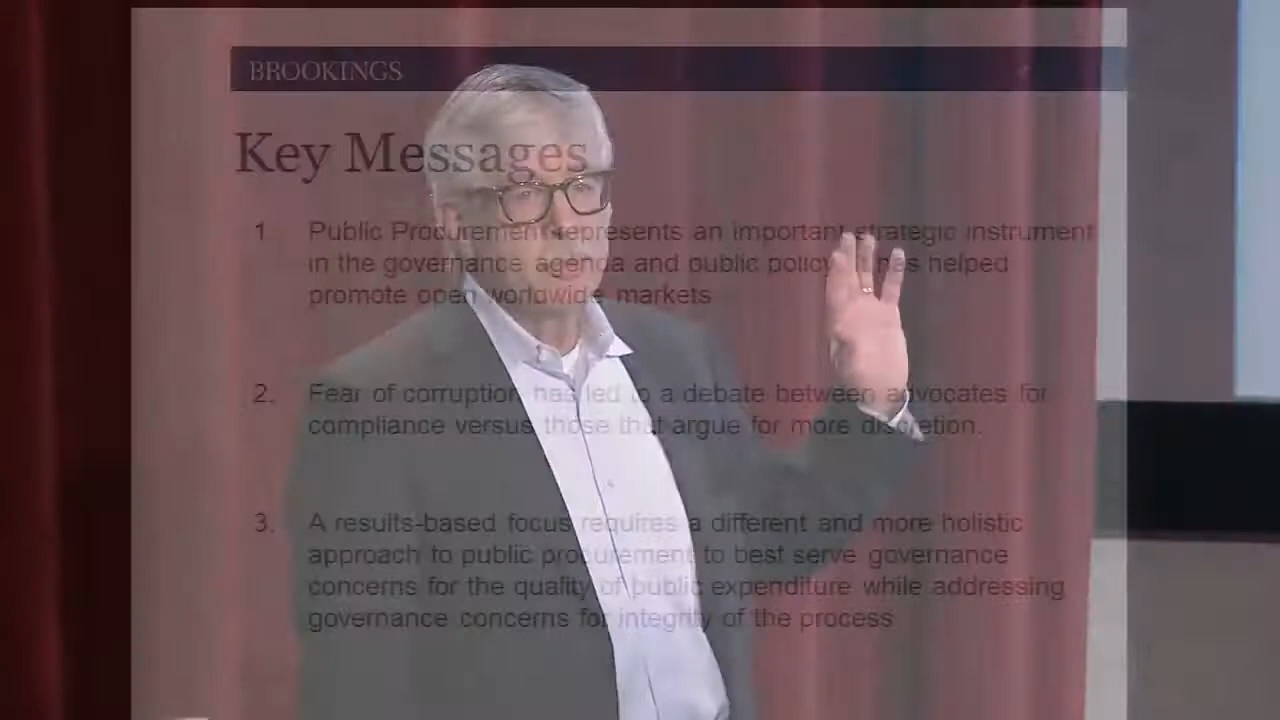 BROOKINGS
Key Messages
1. Public Procurement represents an important strategic instrument
in the governance agenda and public policy. It has helped
promote open worldwide markets
2. Fear of corruption has led to a debate between advocates for
compliance versus those that argue for more discretion.
3. A results-based focus requires a different and more holistic
approach to public procurement to best serve governance
concerns for the quality of public expenditure while addressing
governance concerns for integrity of the process